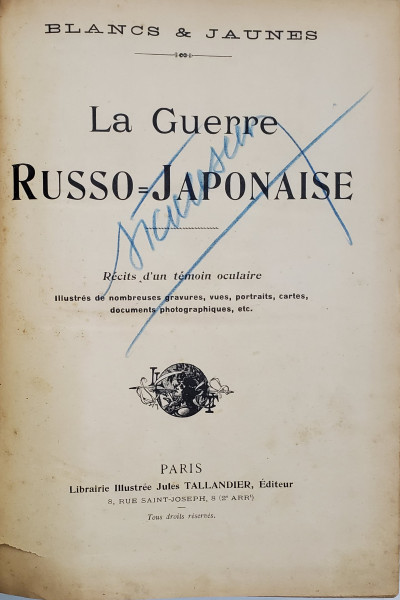 BLANCS & JAUNES
La Guerre
RUSSO=JAPONAISE
Récits d'un témoin oculaire
Illustrés de nombreuses gravures, vues, portraits, cartes,
documents photographiques, etc.
PARIS
Librairie Illustrée Jules TALLANDIER, Éditeur
8, RUE SAINT-JOSEPH, 8 (2e ARRt)
Tous droits réservés.